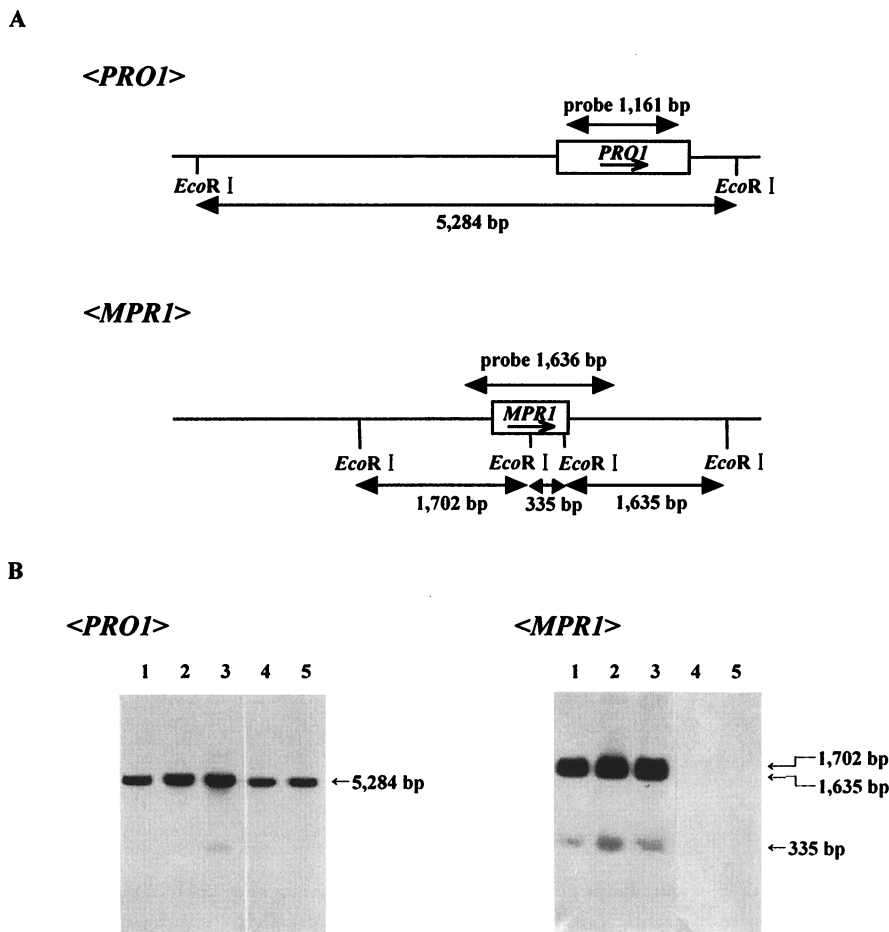 A
<PRO1>
probe 1,161 bp
PRO1
EcoR I EcoR I
5,284 bp
<MPR1>
probe 1,636 bp
MPR1
EcoR I EcoR I EcoR I EcoR I
1,702 bp 335 bp 1,635 bp
B
<PRO1> <MPR1>
1 2 3 4 5 1 2 3 4 5
1,702 bp
5,284 bp
1,635 bp
335 bp